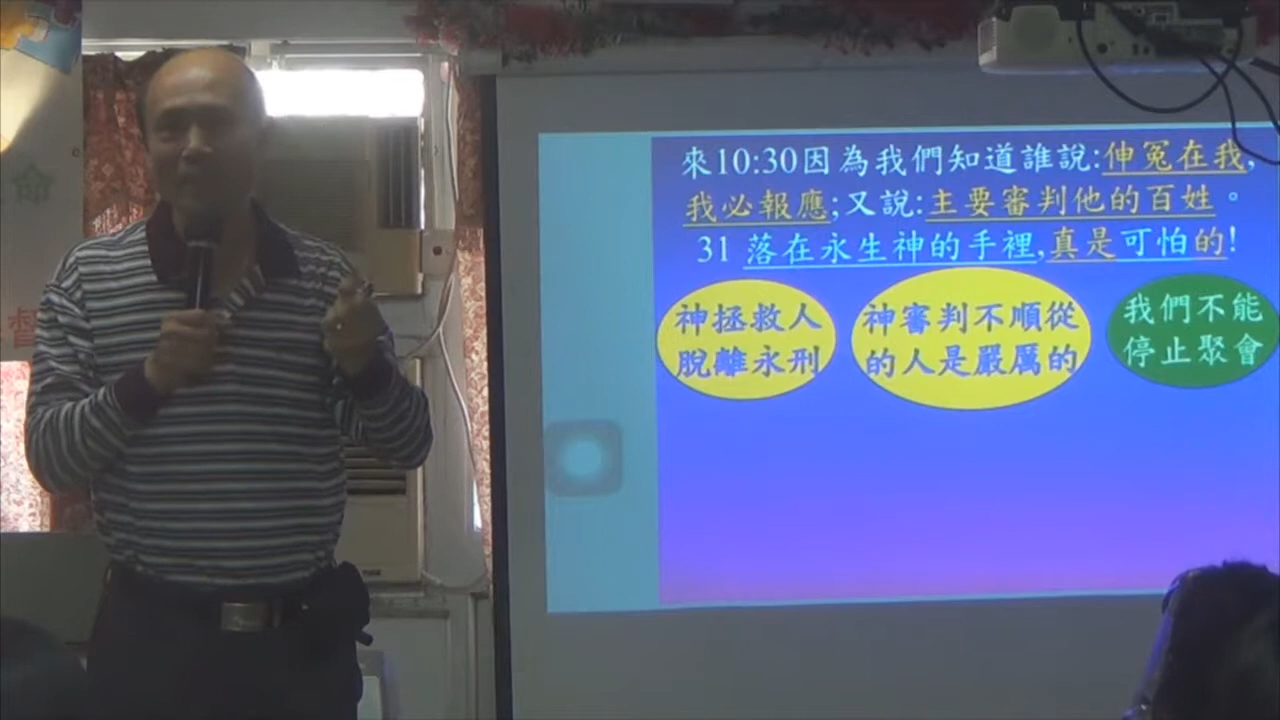 來10:30因為我們知道誰說:伸冤在我,
我必報應;又說:主要審判他的百姓。
31 落在永生神的手裡,真是可怕的!
神拯救人
脫離永刑
神審判不順從
的人是嚴厲的
我們不能
停止聚會
命
督